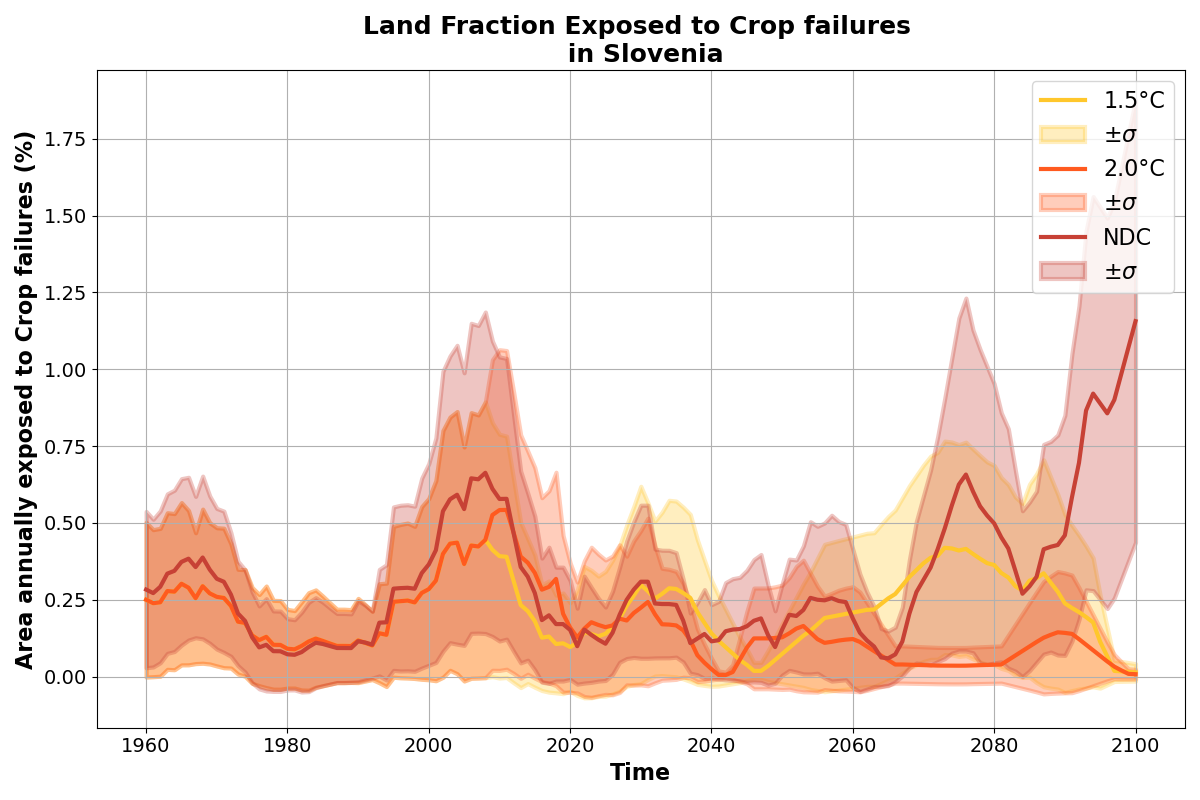 Land Fraction Exposed to Crop failures
in Slovenia
Area annually exposed to Crop failures (%)
1.75
1.50
1.25
1.00
0.75
0.50
0.25
0.00
1.5°C
±σ
2.0°C
±σ
NDC
±σ
1960 1980 2000 2020 2040 2060 2080 2100
Time